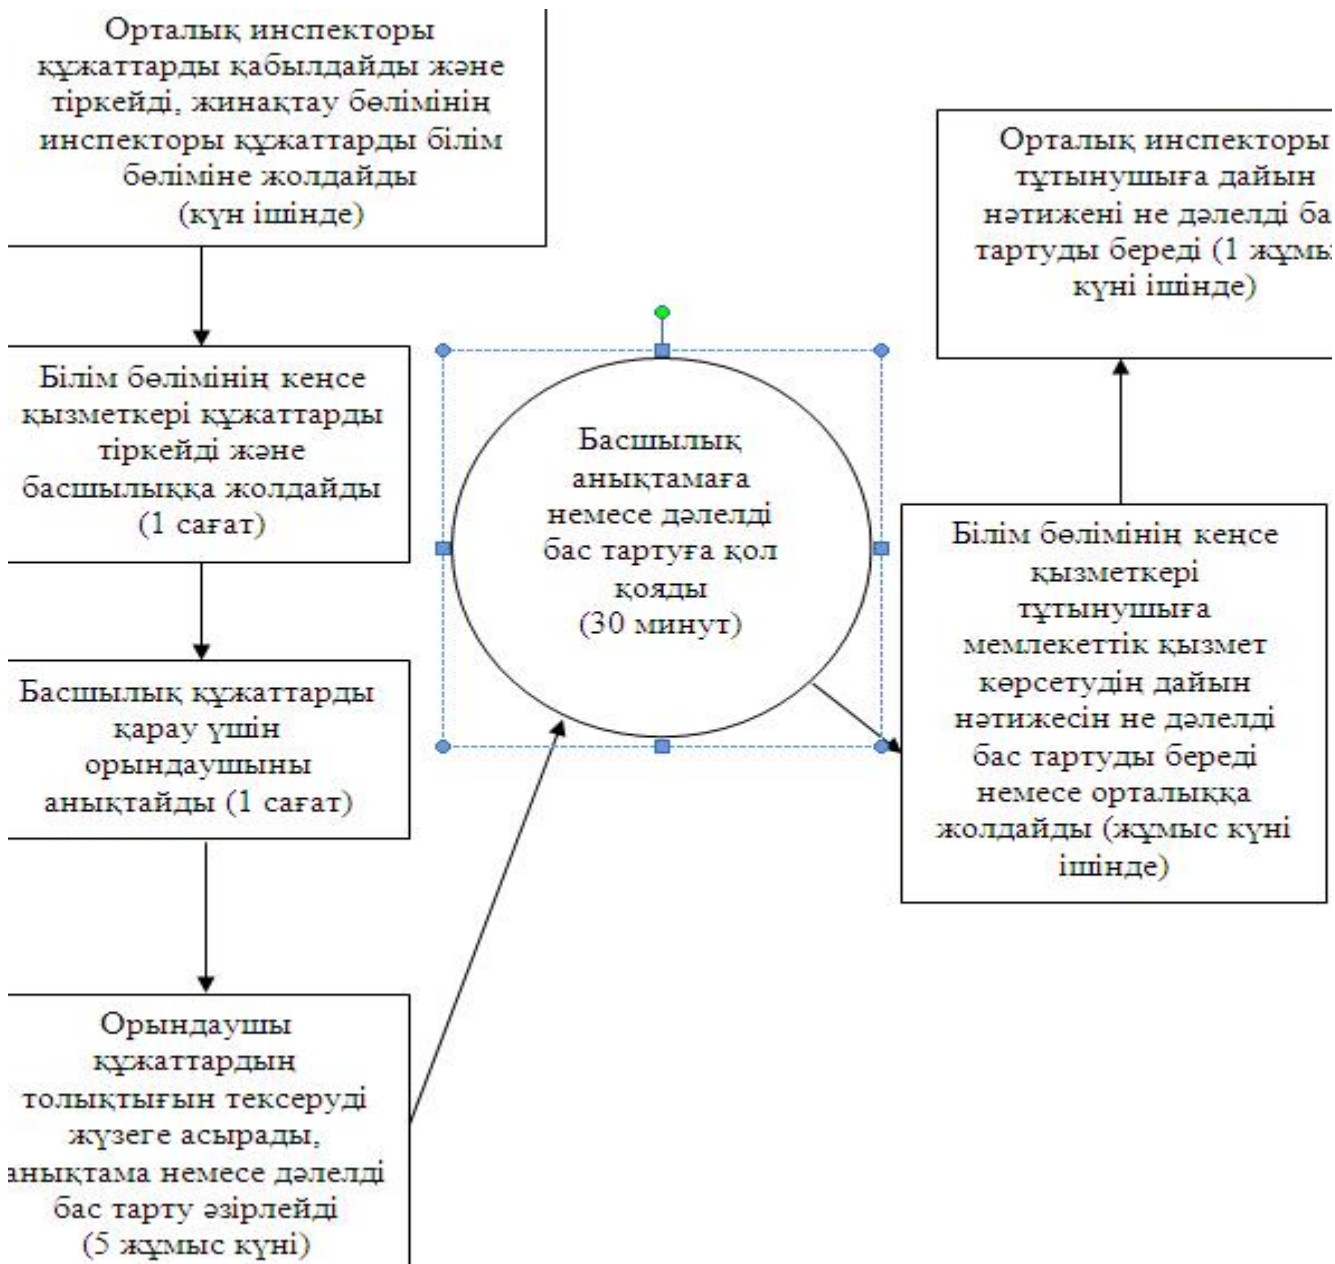 Орталық инспекторы
құжаттарды қабылдайды және
тіркейді, жинақтау бөлімінің
инспекторы құжаттарды білім
бөліміне жолдайды
(күн ішінде)
Білім бөлімінің кеңсе
қызметкері құжаттарды
тіркейді және
басшылыққа жолдайды
(1 сағат)
Басшылық құжаттарды
қарау үшін
орындаушыны
анықтайды (1 сағат)
Орындаушы
құжаттардың
толықтығын тексеруді
жүзеге асырады,
анықтама немесе дәлелді
бас тарту әзірлейді
(5 жұмыс күні)
Басшылық
анықтамаға
немесе дәлелді
бас тартуға қол
қояды
(30 минут)
Білім бөлімінің кеңсе
қызметкері
тұтынушыға
мемлекеттік қызмет
көрсетудің дайын
нәтижесін не дәлелді
бас тартуды береді
немесе орталыққа
жолдайды (жұмыс күні
ішінде)
Орталық инспекторы
тұтынушыға дайын
нәтижені не дәлелді ба
тартуды береді (1 жұмы
күні ішінде)